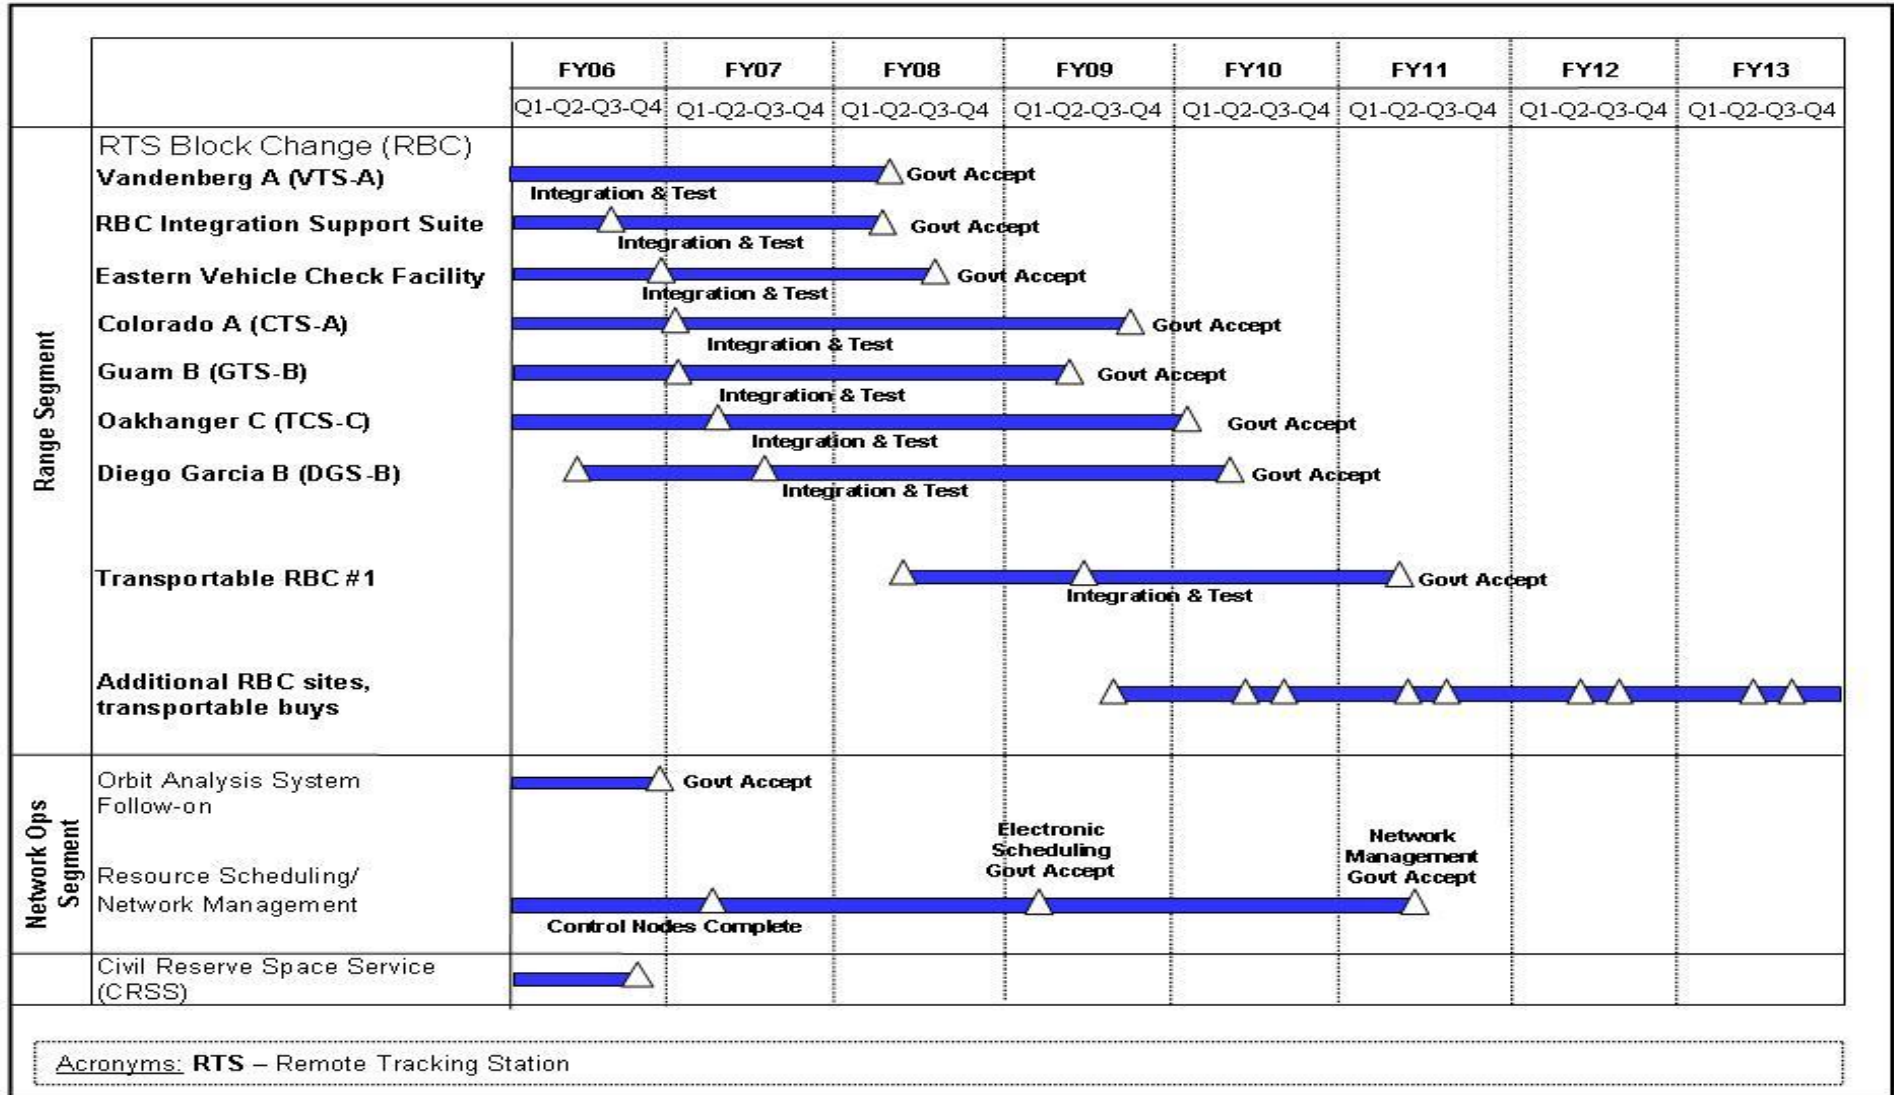 FY06 FY07 FY08 FY09 FY10 FY11 FY12 FY13
Q1-Q2-Q3-Q4 Q1-Q2-Q3-Q4 Q1-Q2-Q3-Q4 Q1-Q2-Q3-Q4 Q1-Q2-Q3-Q4 Q1-Q2-Q3-Q4 Q1-Q2-Q3-Q4 Q1-Q2-Q3-Q4
Range Segment
RTS Block Change (RBC)
Vandenberg A (VTS-A) Govt Accept
Integration & Test
RBC Integration Support Suite Govt Accept
Integration & Test
Eastern Vehicle Check Facility Govt Accept
Integration & Test
Colorado A (CTS-A) Govt Accept
Integration & Test
Guam B (GTS-B) Govt Accept
Integration & Test
Oakhanger C (TCS-C) Govt Accept
Integration & Test
Diego Garcia B (DGS-B) Govt Accept
Integration & Test
Transportable RBC #1 Govt Accept
Integration & Test
Additional RBC sites,
transportable buys
Network Ops
Segment
Orbit Analysis System Govt Accept
Follow-on
Electronic
Scheduling
Govt Accept
Network
Management
Govt Accept
Resource Scheduling/
Network Management
Control Nodes Complete
Civil Reserve Space Service
(CRSS)
Acronyms: RTS – Remote Tracking Station